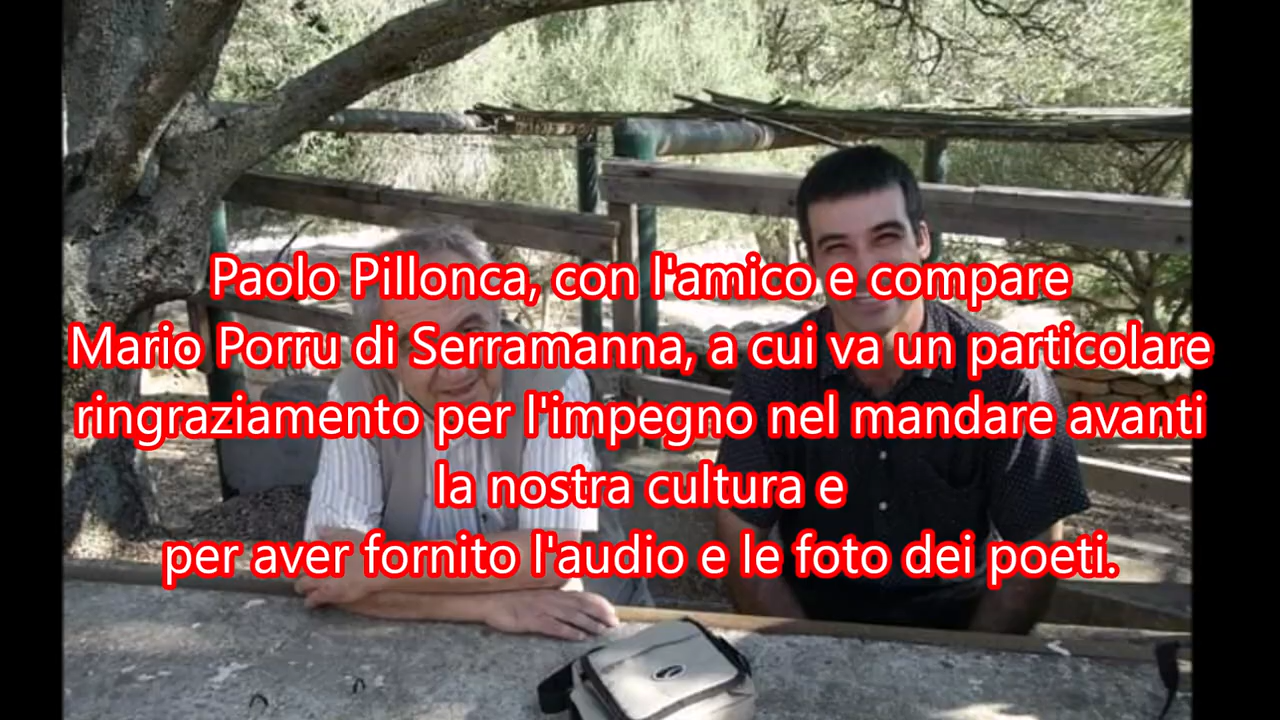 Paolo Pillonca, con l'amico e compare
Mario Porru di Serramanna, a cui va un particolare
ringraziamento per l'impegno nel mandare avanti
la nostra cultura e
per aver fornito l'audio e le foto dei poeti.